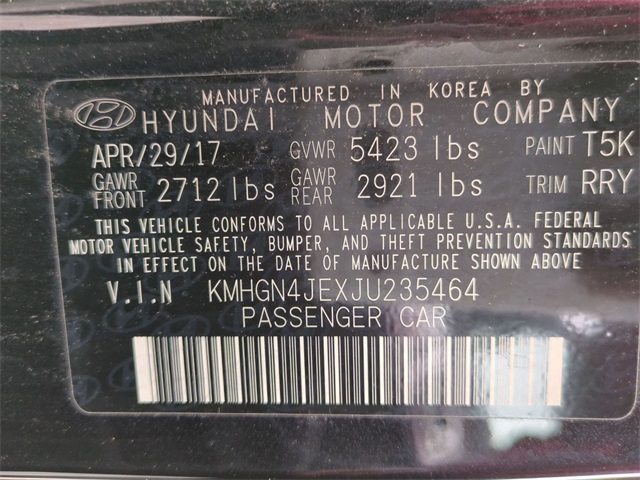 MANUFACTURED IN KOREA BY
HYUNDAI MOTOR COMPANY
APR/29/17 GVWR 5423 lbs PAINT T5K
GAWR FRONT 2712 lbs GAWR REAR 2921 lbs TRIM RRY
THIS VEHICLE CONFORMS TO ALL APPLICABLE U.S.A. FEDERAL
MOTOR VEHICLE SAFETY, BUMPER, AND THEFT PREVENTION STANDARDS
IN EFFECT ON THE DATE OF MANUFACTURE SHOWN ABOVE
V.I.N KMHGN4JEXJU235464
PASSENGER CAR